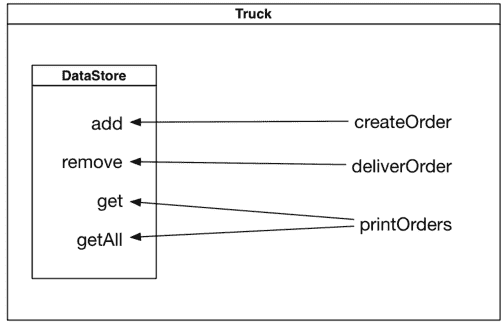 Truck
DataStore
add
createOrder
remove
deliverOrder
get
printOrders
getAll